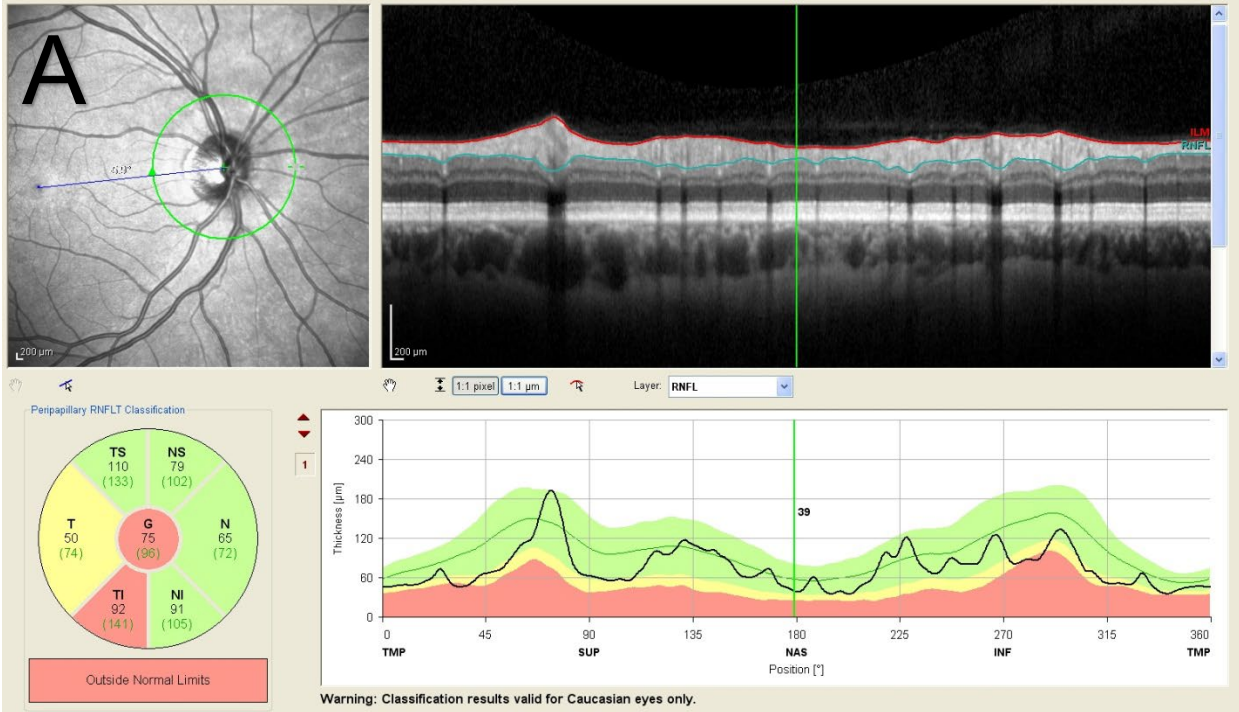 A
5.9°
200 µm
ILM
RNFL
200 µm
1:1 pixel 1:1 µm Layer: RNFL
Peripapillary RNFLT Classification
TS
110
(133)
NS
79
(102)
T
50
(74)
G
75
(96)
N
65
(72)
TI
92
(141)
NI
91
(105)
Outside Normal Limits
1
Thickness [µm]
300
240
180
120
60
0
39
0 45 90 135 180 225 270 315 360
TMP SUP NAS INF TMP
Position [°]
Warning: Classification results valid for Caucasian eyes only.